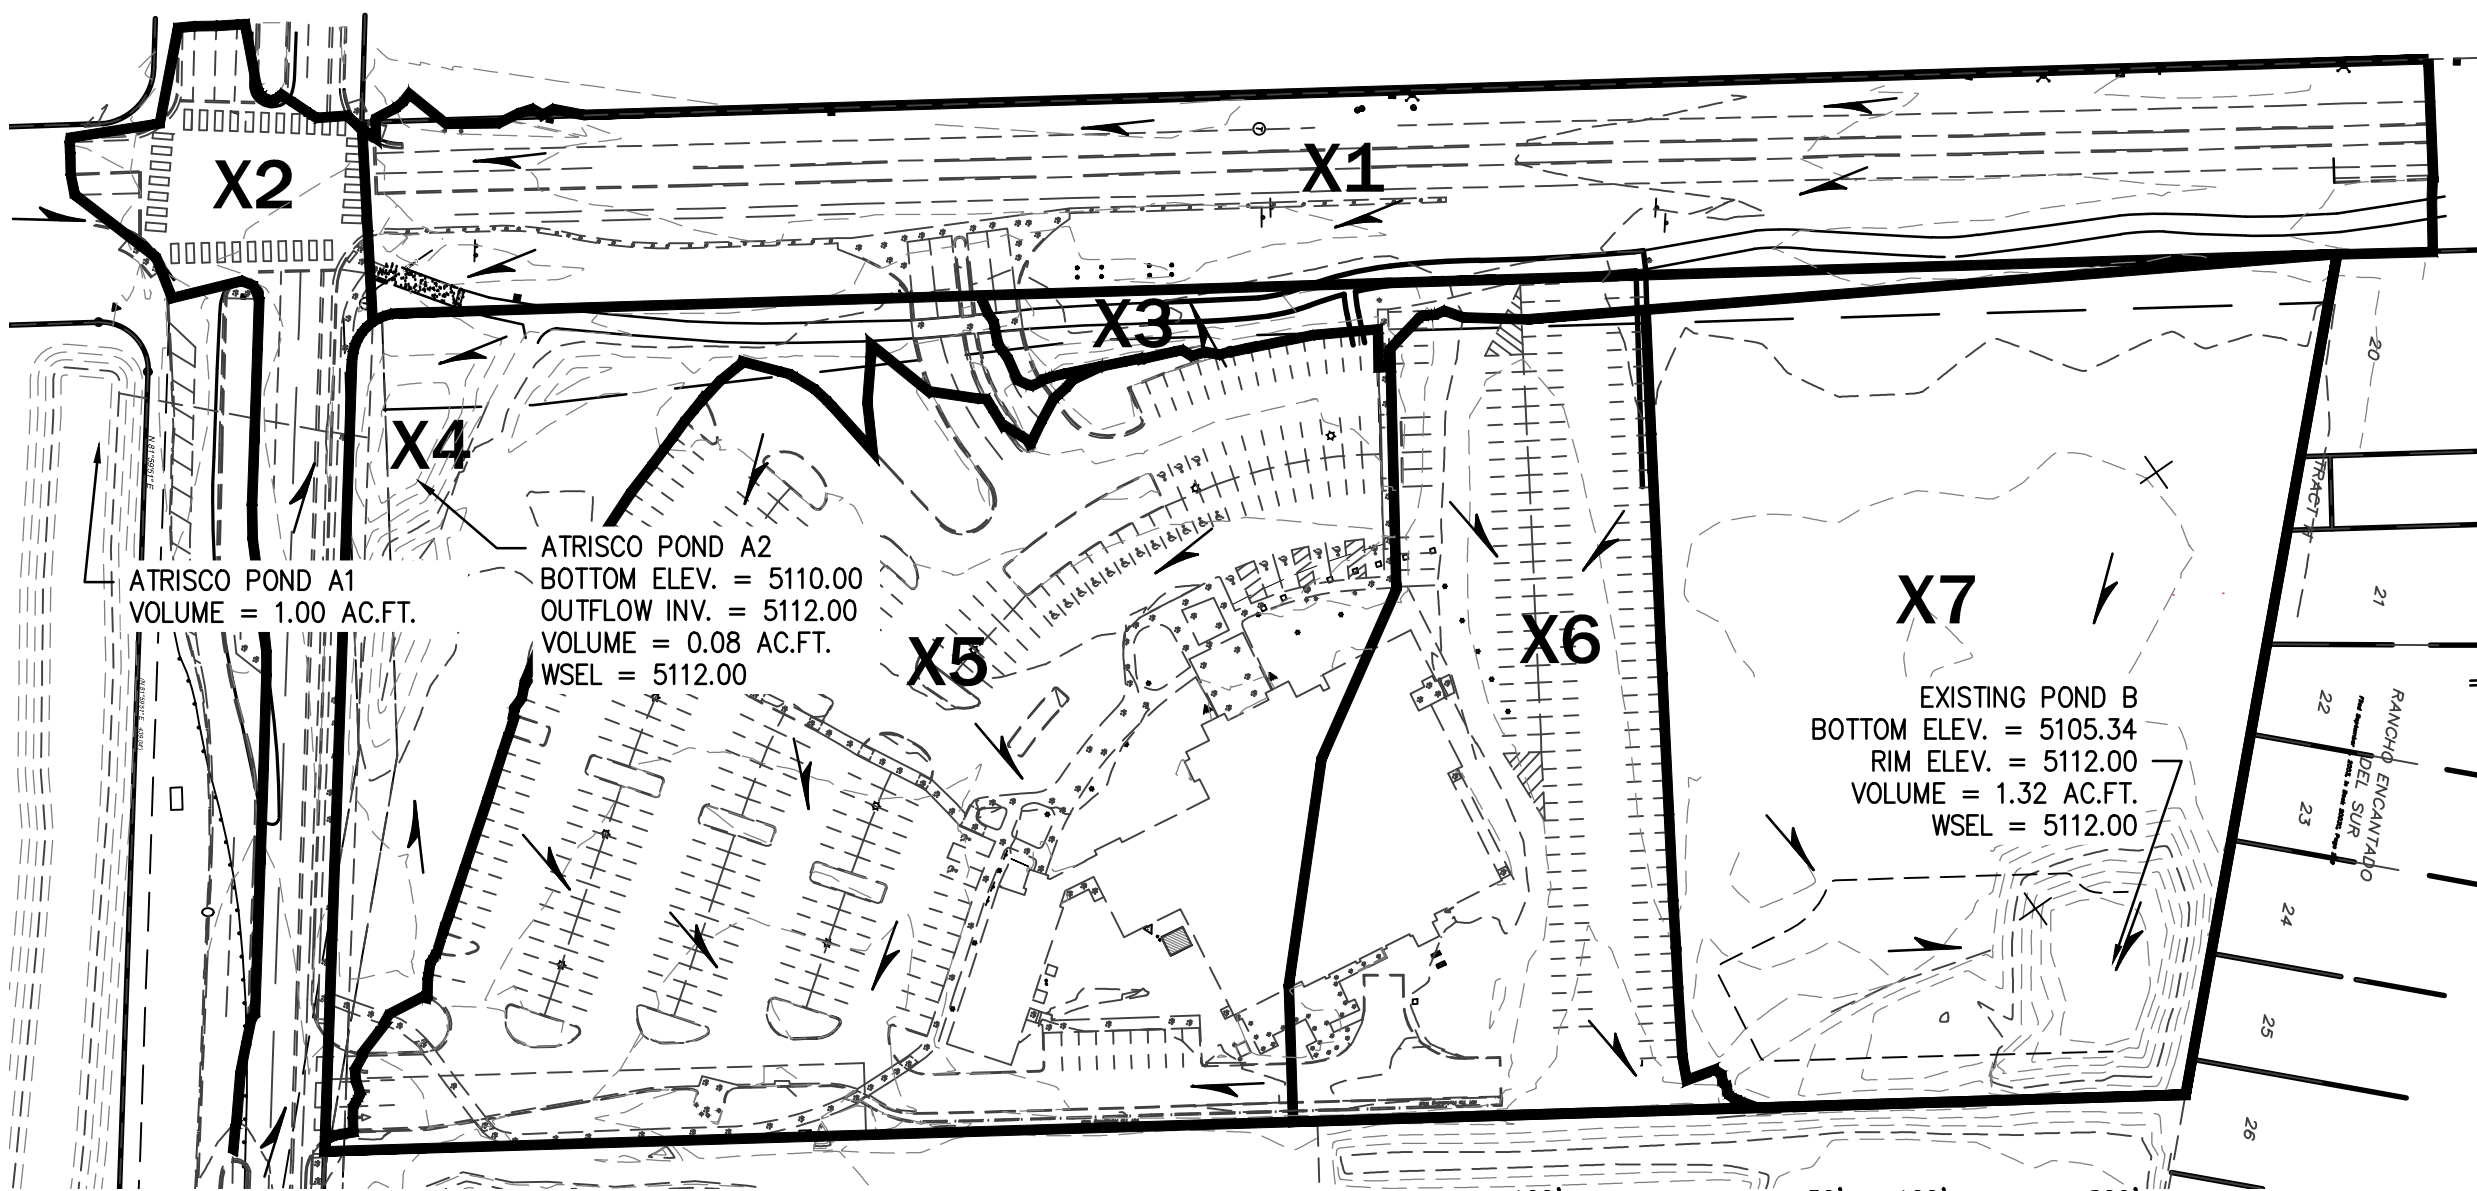 X1
X2
X3
X4
X5
X6
X7
ATRISCO POND A1
VOLUME = 1.00 AC.FT.
ATRISCO POND A2
BOTTOM ELEV. = 5110.00
OUTFLOW INV. = 5112.00
VOLUME = 0.08 AC.FT.
WSEL = 5112.00
EXISTING POND B
BOTTOM ELEV. = 5105.34
RIM ELEV. = 5112.00
VOLUME = 1.32 AC.FT.
WSEL = 5112.00
TRACT
RANCHO ENCANTADO
DEL SUR
20
21
22
23
24
25
26